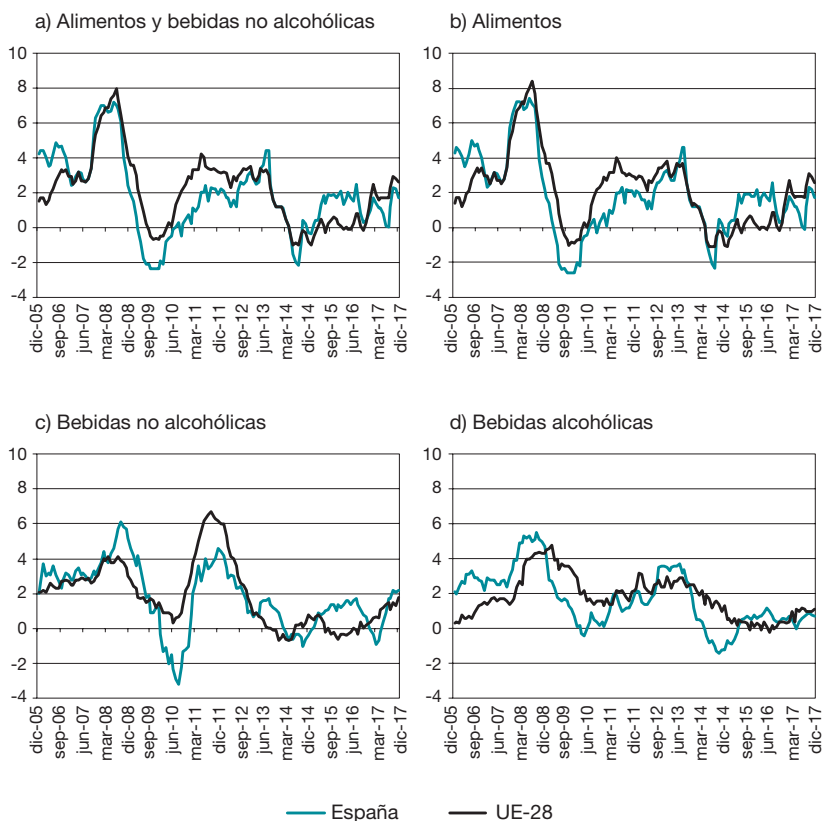 a) Alimentos y bebidas no alcohólicas
10
8
6
4
2
0
-2
-4
dic-05
sep-06
jun-07
mar-08
dic-08
sep-09
jun-10
mar-11
dic-11
sep-12
jun-13
mar-14
dic-14
sep-15
jun-16
mar-17
dic-17
b) Alimentos
10
8
6
4
2
0
-2
-4
dic-05
sep-06
jun-07
mar-08
dic-08
sep-09
jun-10
mar-11
dic-11
sep-12
jun-13
mar-14
dic-14
sep-15
jun-16
mar-17
dic-17
c) Bebidas no alcohólicas
10
8
6
4
2
0
-2
-4
dic-05
sep-06
jun-07
mar-08
dic-08
sep-09
jun-10
mar-11
dic-11
sep-12
jun-13
mar-14
dic-14
sep-15
jun-16
mar-17
dic-17
d) Bebidas alcohólicas
10
8
6
4
2
0
-2
-4
dic-05
sep-06
jun-07
mar-08
dic-08
sep-09
jun-10
mar-11
dic-11
sep-12
jun-13
mar-14
dic-14
sep-15
jun-16
mar-17
dic-17
España
UE-28